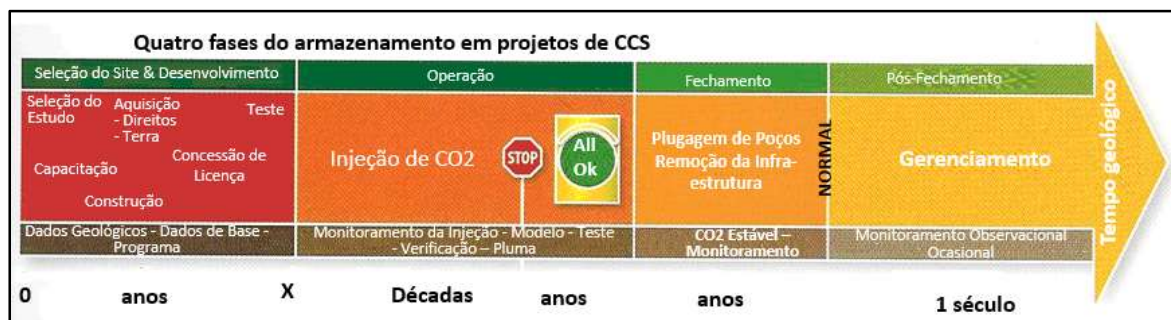 Quatro fases do armazenamento em projetos de CCS
Seleção do Site & Desenvolvimento
Operação
Fechamento
Pós-Fechamento
Seleção do
Estudo
Aquisição
- Direitos
- Terra
Teste
Capacitação
Concessão de
Licença
Construção
Injeção de CO2
STOP
All
Ok
Plugagem de Poços
Remoção da Infra-
estrutura
NORMAL
Gerenciamento
Tempo geológico
Dados Geológicos - Dados de Base -
Programa
Monitoramento da Injeção - Modelo - Teste
- Verificação – Pluma
CO2 Estável –
Monitoramento
Monitoramento Observacional
Ocasional
0
anos
X
Décadas
anos
anos
1 século